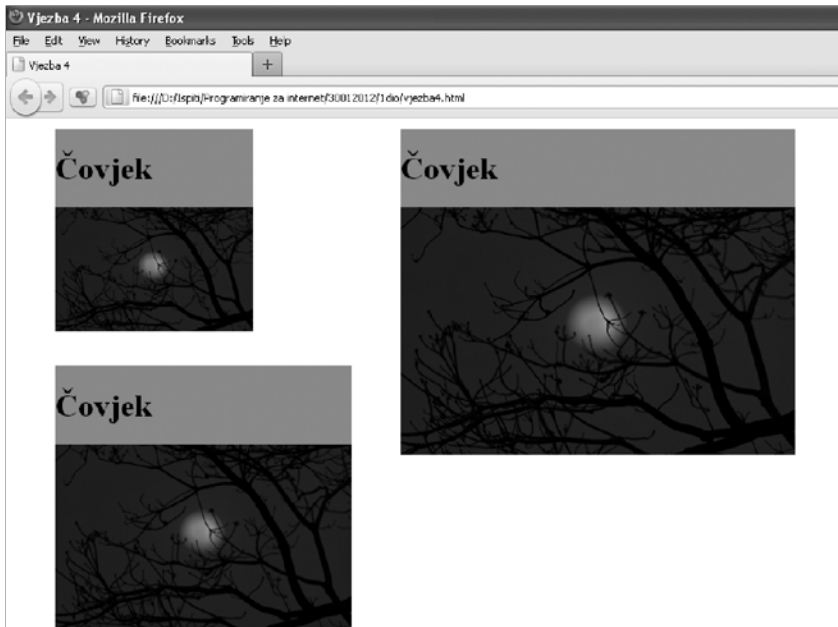 Vjezba 4 - Mozilla Firefox
File Edit View History Bookmarks Tools Help
Vjezba 4
file:///D:/Ispiti/Programiranje za internet/30012012/1dio/vjezba4.html
Čovjek
Čovjek
Čovjek